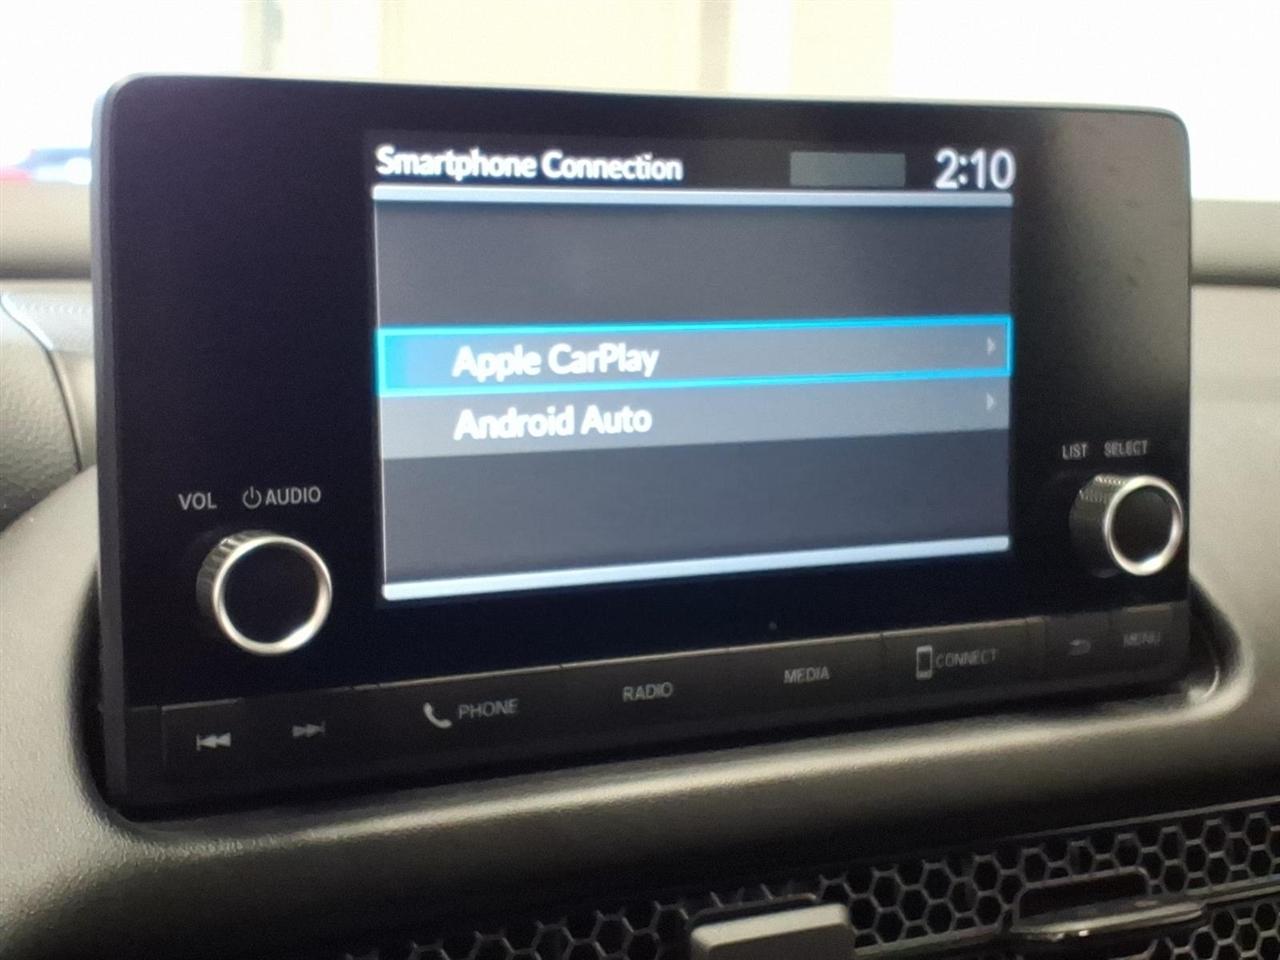 Smartphone Connection 2:10
Apple CarPlay
Android Auto
VOL AUDIO
LIST SELECT
PHONE RADIO MEDIA CONNECT MENU